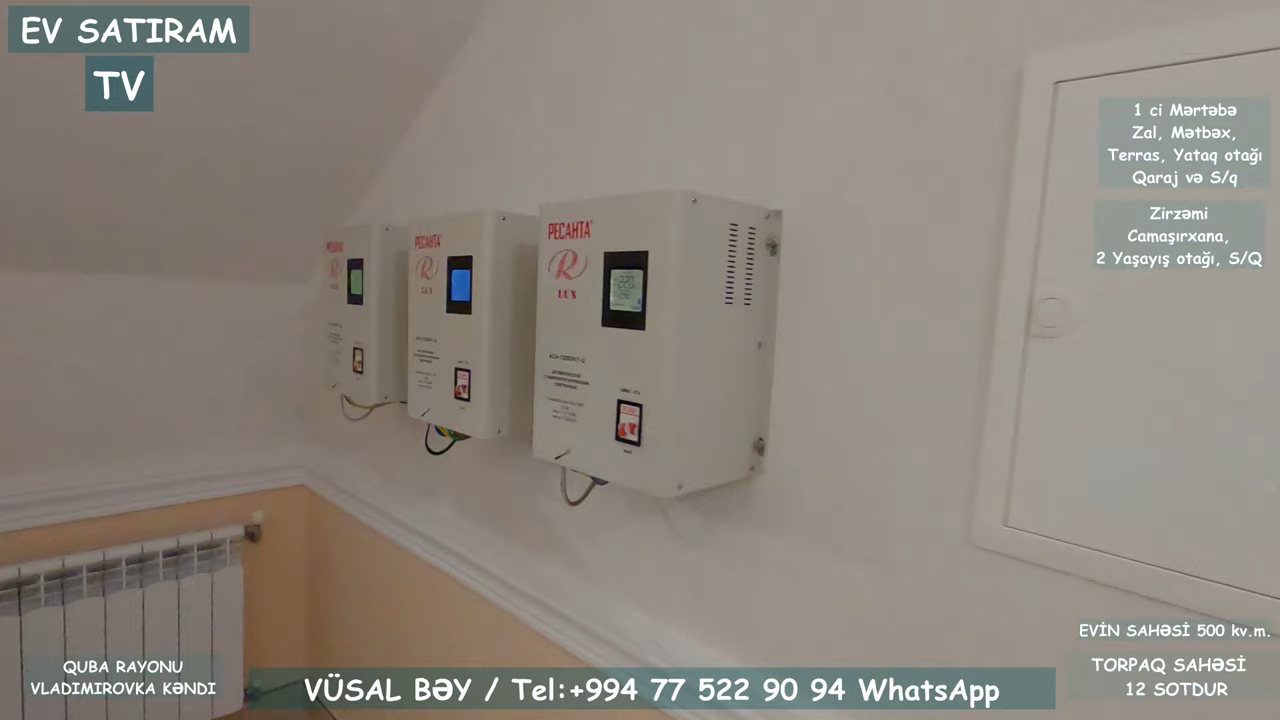 EV SATIRAM
TV
1 ci Mərtəbə
Zal, Mətbəx,
Terras, Yataq otağı
Qaraj və S/q
Zirzəmi
Camaşırxana,
2 Yaşayış otağı, S/Q
РЕСАНТА
R
LUX
РЕСАНТА
R
LUX
РЕСАНТА®
R
LUX
220
EVİN SAHƏSİ 500 kv.m.
TORPAQ SAHƏSİ
12 SOTDUR
QUBA RAYONU
VLADIMIROVKA KƏNDI
VÜSAL BƏY / Tel:+994 77 522 90 94 WhatsApp